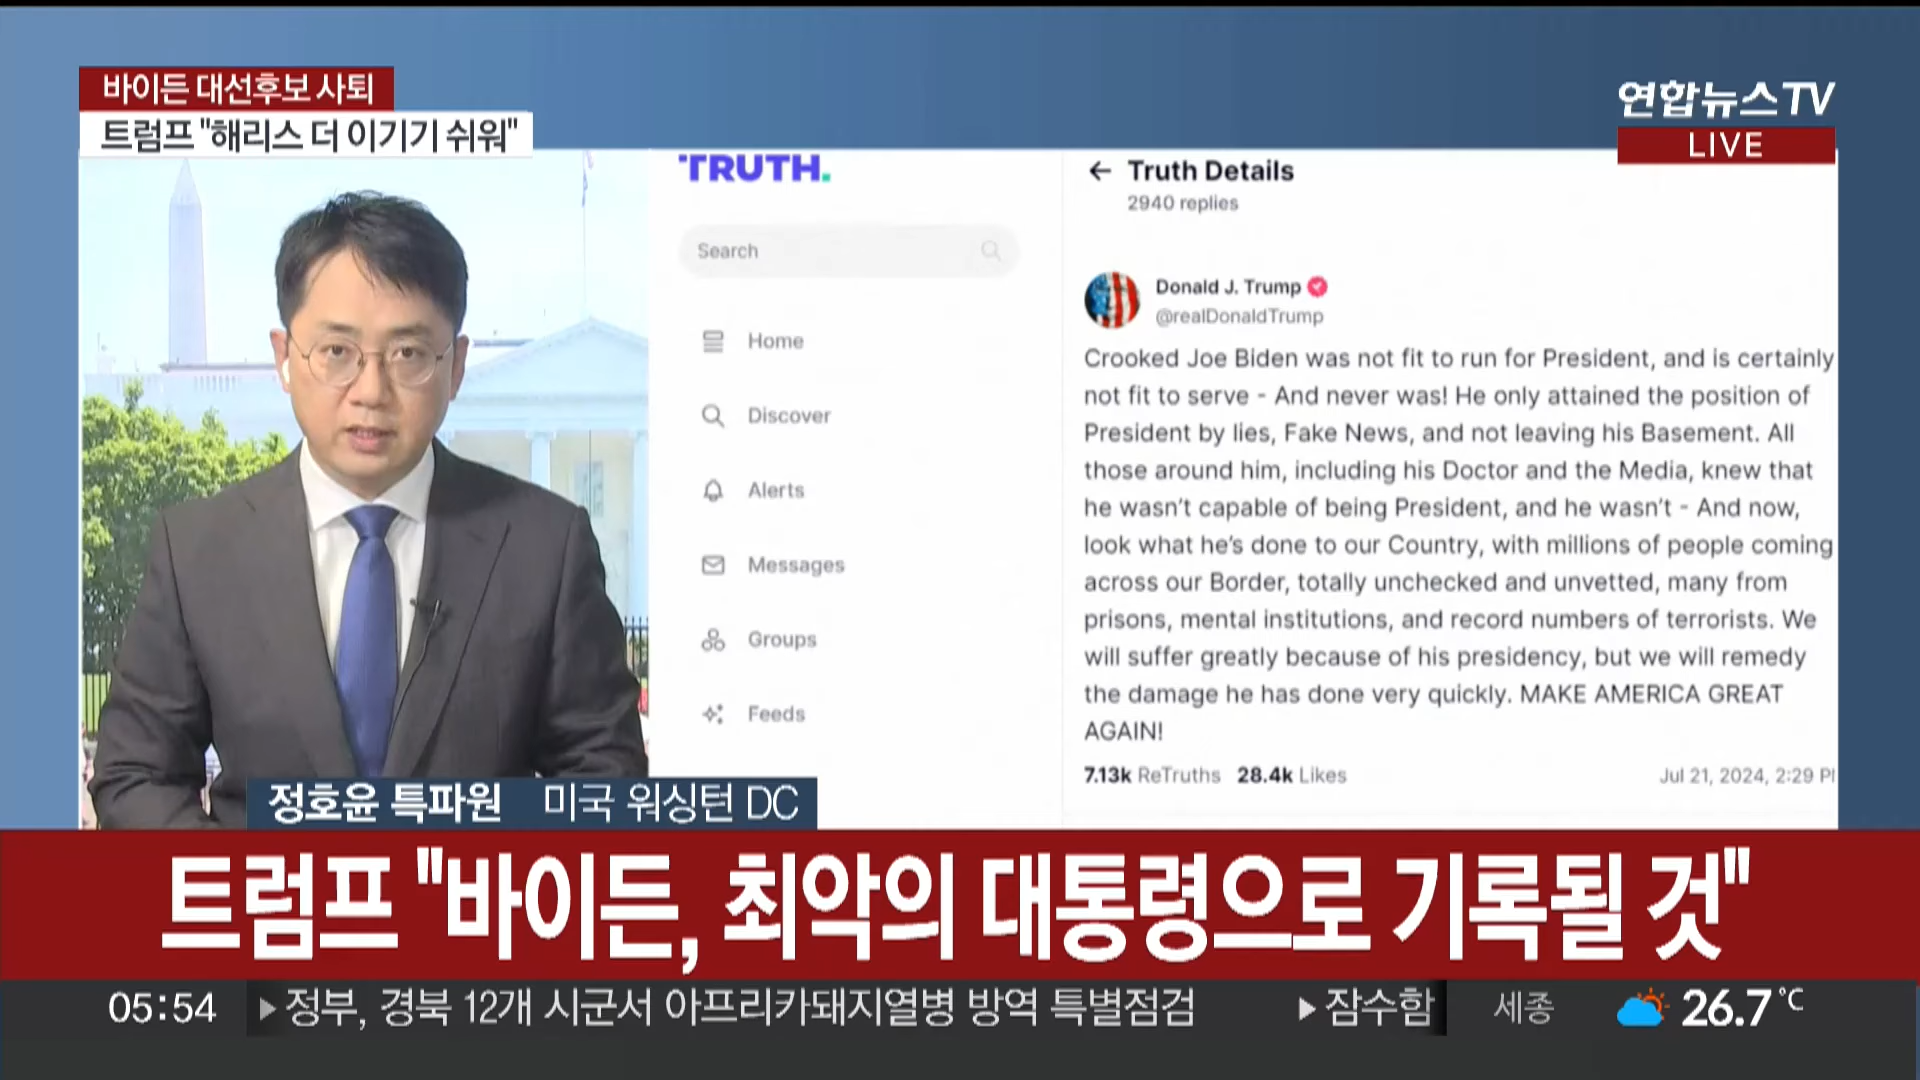 바이든 대선후보 사퇴
트럼프 "해리스 더 이기기 쉬워"
연합뉴스TV
LIVE
TRUTH.
Search
Home
Discover
Alerts
Messages
Groups
Feeds
← Truth Details
2940 replies
Donald J. Trump
@realDonaldTrump
Crooked Joe Biden was not fit to run for President, and is certainly
not fit to serve - And never was! He only attained the position of
President by lies, Fake News, and not leaving his Basement. All
those around him, including his Doctor and the Media, knew that
he wasn't capable of being President, and he wasn't - And now,
look what he's done to our Country, with millions of people coming
across our Border, totally unchecked and unvetted, many from
prisons, mental institutions, and record numbers of terrorists. We
will suffer greatly because of his presidency, but we will remedy
the damage he has done very quickly. MAKE AMERICA GREAT
AGAIN!
7.13k ReTruths 28.4k Likes
Jul 21, 2024, 2:29 P
정호윤 특파원 미국 워싱턴 DC
트럼프 "바이든, 최악의 대통령으로 기록될 것"
05:54 ▶정부, 경북 12개 시군서 아프리카돼지열병 방역 특별점검 ▶잠수함 세종 26.7℃